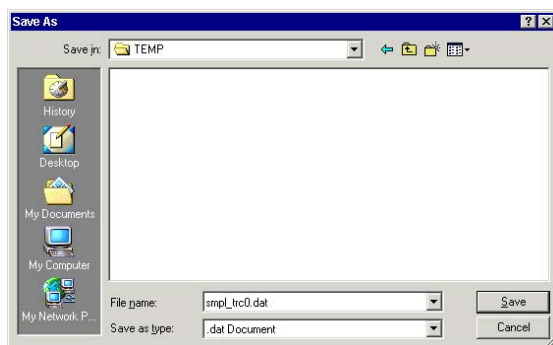 Save As
Save in: TEMP
History
Desktop
My Documents
My Computer
My Network P...
File name: smpl_trc0.dat Save
Save as type: .dat Document Cancel